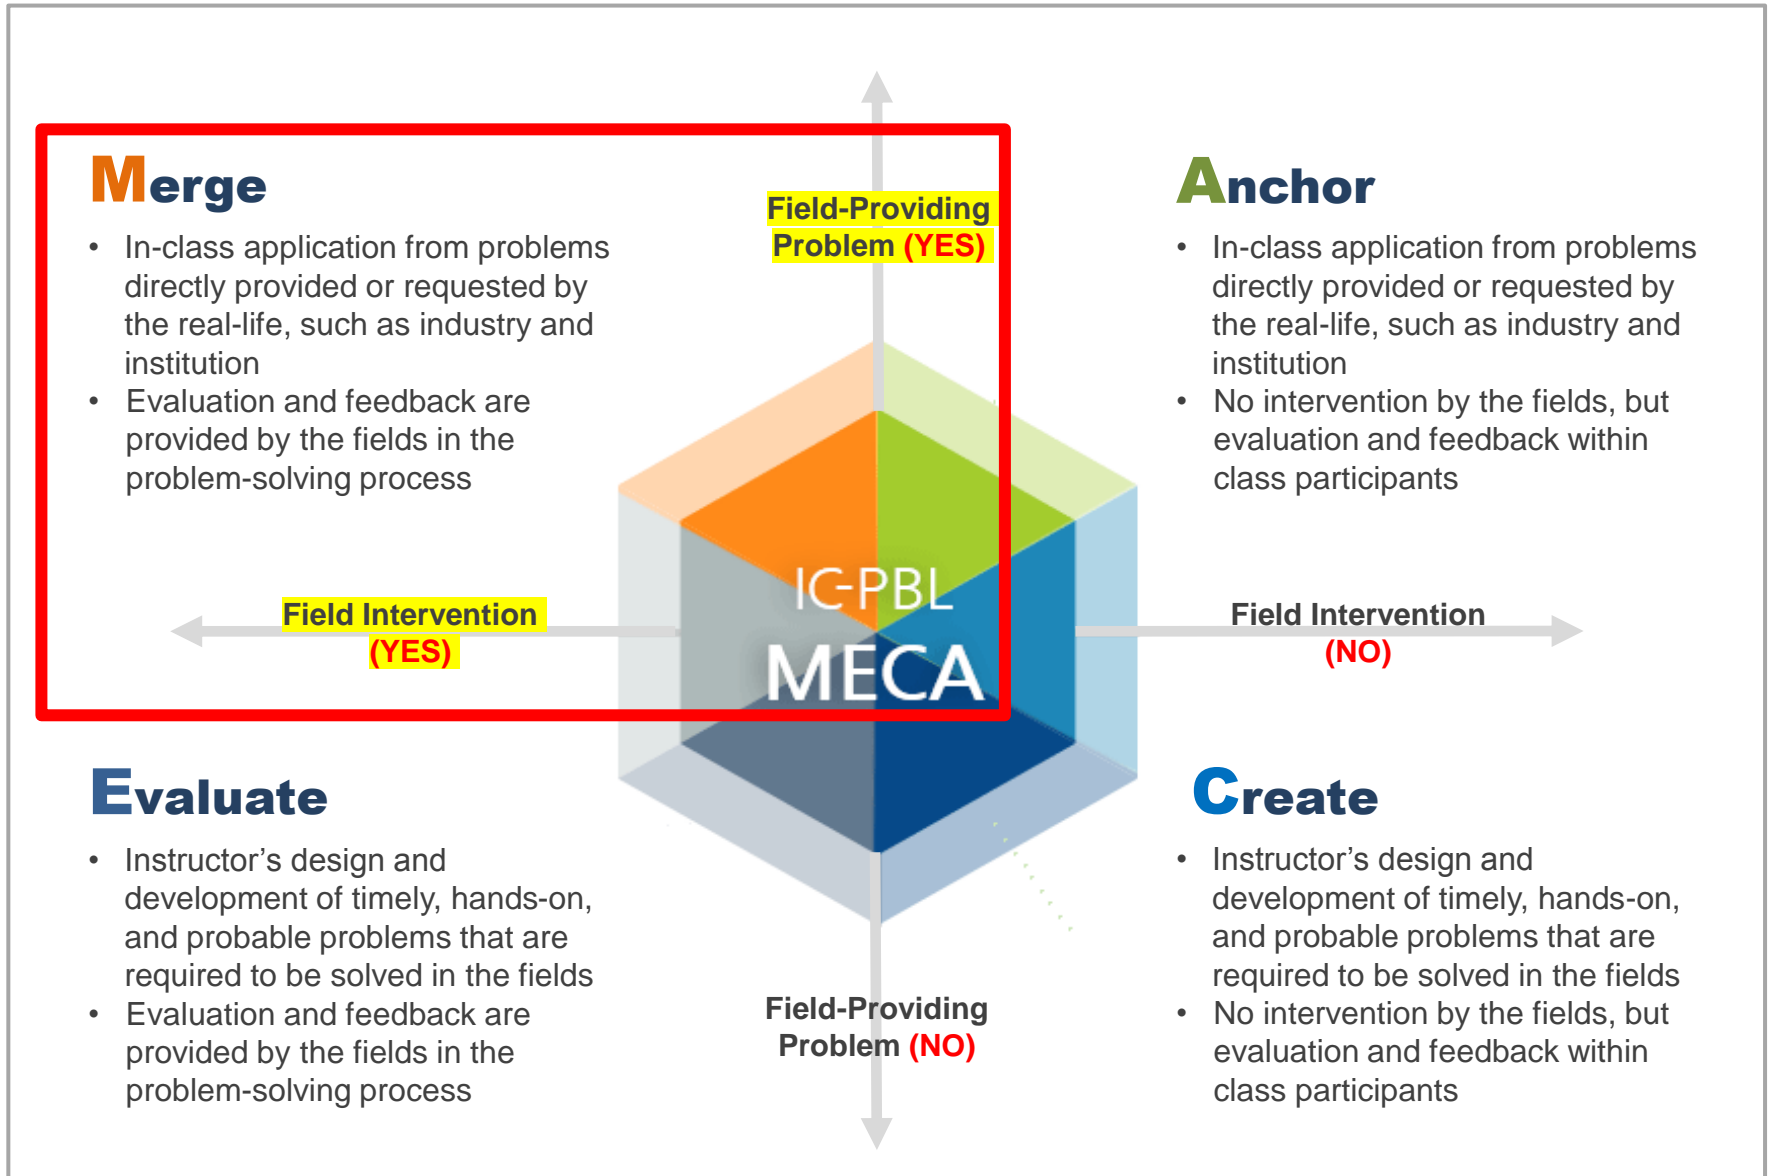 Merge
• In-class application from problems
directly provided or requested by
the real-life, such as industry and
institution
• Evaluation and feedback are
provided by the fields in the
problem-solving process
Field-Providing
Problem (YES)
Anchor
• In-class application from problems
directly provided or requested by
the real-life, such as industry and
institution
• No intervention by the fields, but
evaluation and feedback within
class participants
Field Intervention
(YES)
IC-PBL
MECA
Field Intervention
(NO)
Evaluate
• Instructor’s design and
development of timely, hands-on,
and probable problems that are
required to be solved in the fields
• Evaluation and feedback are
provided by the fields in the
problem-solving process
Field-Providing
Problem (NO)
Create
• Instructor’s design and
development of timely, hands-on,
and probable problems that are
required to be solved in the fields
• No intervention by the fields, but
evaluation and feedback within
class participants